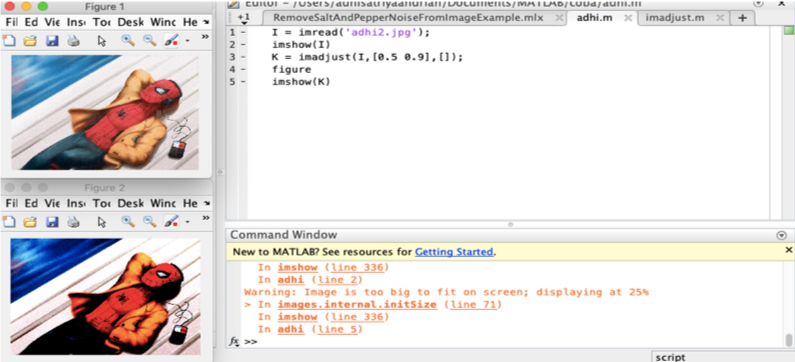 Figure 1
Fil Ed Vie Ins Too Desk Winc He »
Figure 2
Fil Ed Vie Ins Too Desk Winc He »
Editor - /Users/adhisathyaandrian/Documents/MATLAB/coba/adhi.m
+1 RemoveSaltAndPepperNoiseFromImageExample.mlx × adhi.m × imadjust.m × +
1 - I = imread('adhi2.jpg');
2 - imshow(I)
3 - K = imadjust(I,[0.5 0.9],[]);
4 - figure
5 - imshow(K)
Command Window
New to MATLAB? See resources for Getting Started. ×
In imshow (line 336)
In adhi (line 2)
Warning: Image is too big to fit on screen; displaying at 25%
> In images.internal.initSize (line 71)
In imshow (line 336)
In adhi (line 5)
fx >>
script